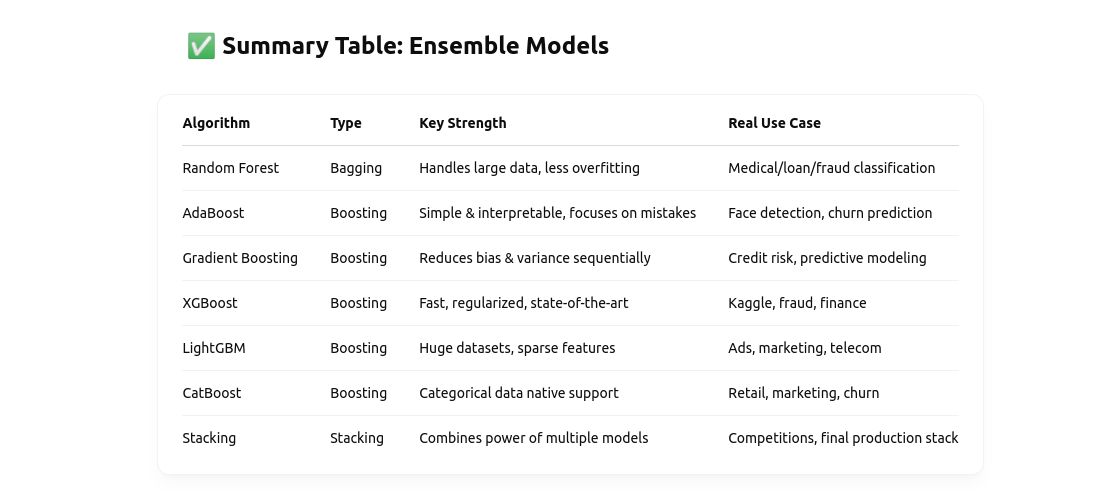 ✅ Summary Table: Ensemble Models
Algorithm Type Key Strength Real Use Case
Random Forest Bagging Handles large data, less overfitting Medical/loan/fraud classification
AdaBoost Boosting Simple & interpretable, focuses on mistakes Face detection, churn prediction
Gradient Boosting Boosting Reduces bias & variance sequentially Credit risk, predictive modeling
XGBoost Boosting Fast, regularized, state-of-the-art Kaggle, fraud, finance
LightGBM Boosting Huge datasets, sparse features Ads, marketing, telecom
CatBoost Boosting Categorical data native support Retail, marketing, churn
Stacking Stacking Combines power of multiple models Competitions, final production stack